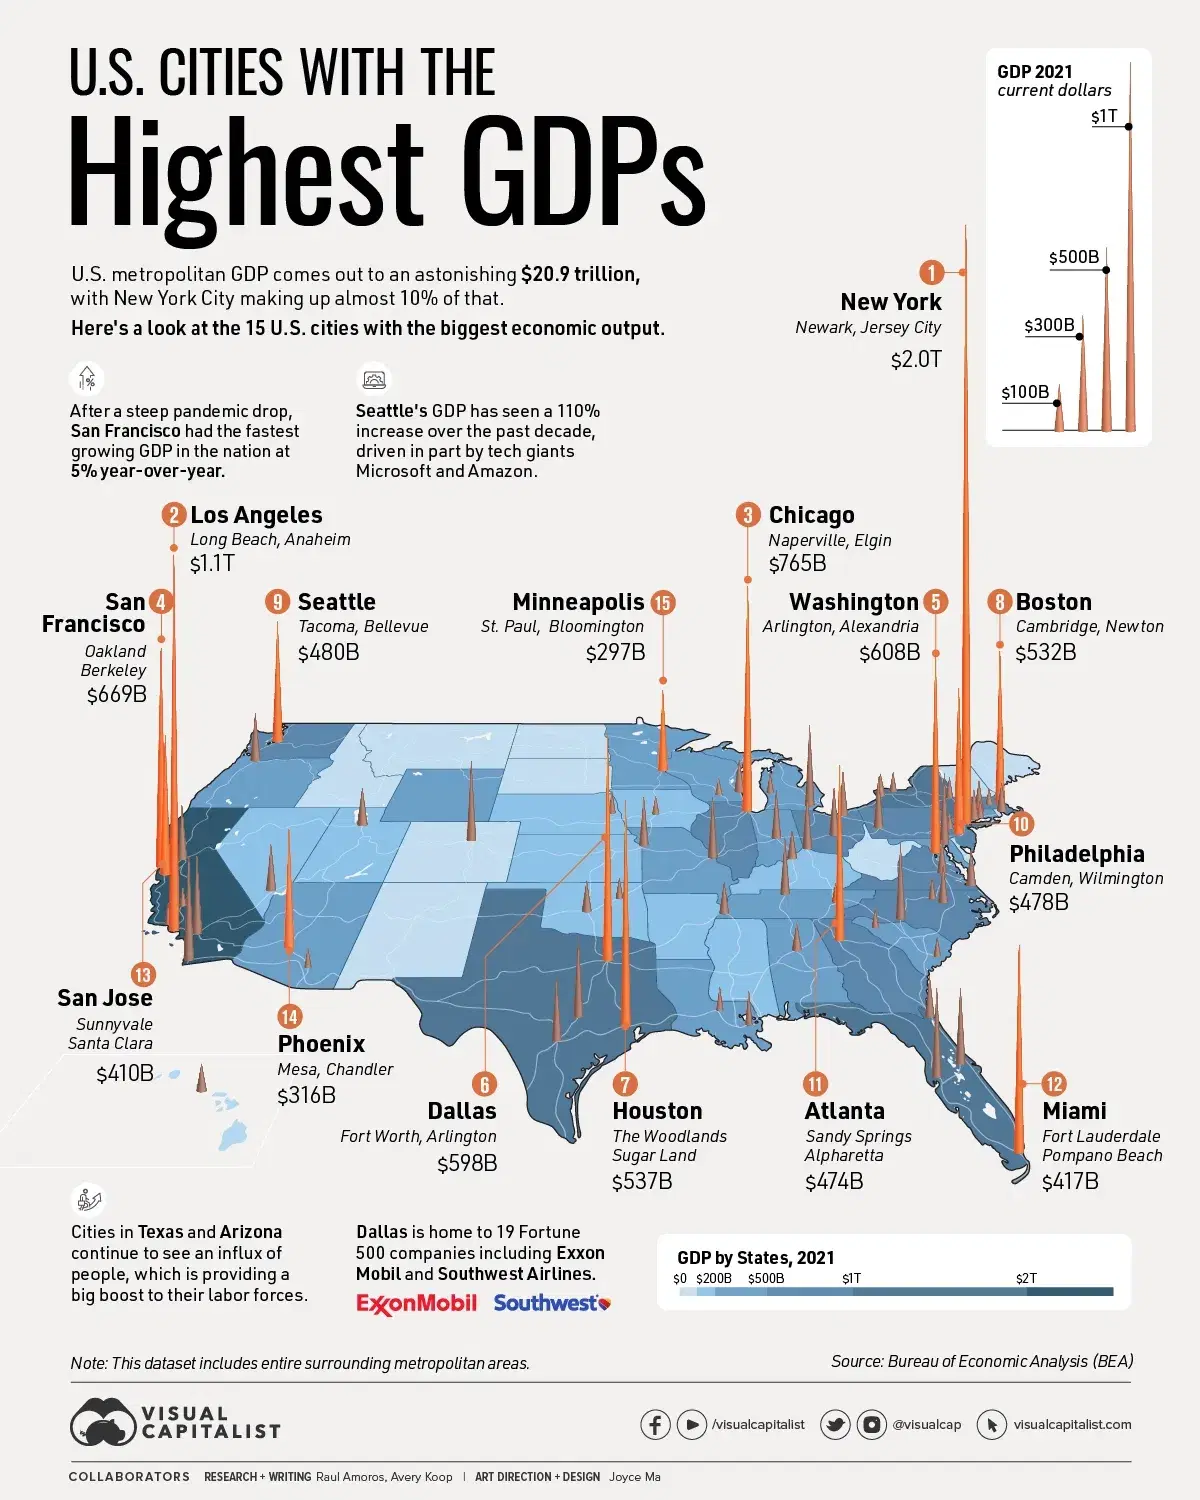 U.S. CITIES WITH THE
Highest GDPs
U.S. metropolitan GDP comes out to an astonishing $20.9 trillion,
with New York City making up almost 10% of that.
Here's a look at the 15 U.S. cities with the biggest economic output.
GDP 2021
current dollars
$1T
$500B
$300B
$100B
%
After a steep pandemic drop,
San Francisco had the fastest
growing GDP in the nation at
5% year-over-year.
Seattle's GDP has seen a 110%
increase over the past decade,
driven in part by tech giants
Microsoft and Amazon.
1
New York
Newark, Jersey City
$2.0T
2 Los Angeles
Long Beach, Anaheim
$1.1T
3 Chicago
Naperville, Elgin
$765B
San 4
Francisco
Oakland
Berkeley
$669B
9 Seattle
Tacoma, Bellevue
$480B
Minneapolis 15
St. Paul, Bloomington
$297B
Washington 5
Arlington, Alexandria
$608B
8 Boston
Cambridge, Newton
$532B
10
Philadelphia
Camden, Wilmington
$478B
13
San Jose
Sunnyvale
Santa Clara
$410B
14
Phoenix
Mesa, Chandler
$316B
6
Dallas
Fort Worth, Arlington
$598B
7
Houston
The Woodlands
Sugar Land
$537B
11
Atlanta
Sandy Springs
Alpharetta
$474B
12
Miami
Fort Lauderdale
Pompano Beach
$417B
Cities in Texas and Arizona
continue to see an influx of
people, which is providing a
big boost to their labor forces.
Dallas is home to 19 Fortune
500 companies including Exxon
Mobil and Southwest Airlines.
ExxonMobil Southwest
GDP by States, 2021
$0 $200B $500B $1T $2T
Note: This dataset includes entire surrounding metropolitan areas.
Source: Bureau of Economic Analysis (BEA)
VISUAL
CAPITALIST
/visualcapitalist @visualcap visualcapitalist.com
COLLABORATORS RESEARCH + WRITING Raul Amoros, Avery Koop | ART DIRECTION + DESIGN Joyce Ma